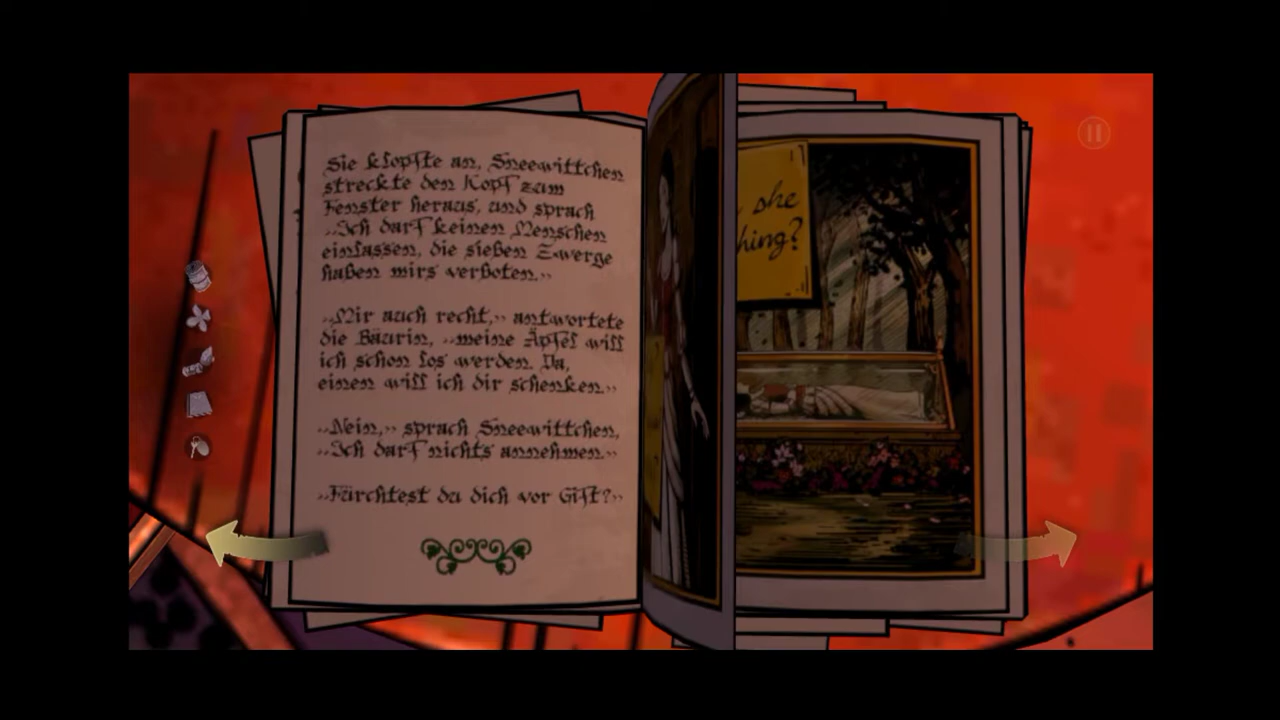 Sie klopfte an, Sneewittchen
streckte den Kopf zum
Fenster heraus, und sprach
„Ich darf keinen Menschen
einlassen, die sieben Zwerge
haben mirs verboten.„
„Mir auch recht,„ antwortete
die Bäurin, „meine Äpfel will
ich schon los werden. Da,
einen will ich dir schenken.„
„Nein,„ sprach Sneewittchen,
„Ich darf nichts annehmen„
„Fürchtest du dich vor Gift?„
she
hing?